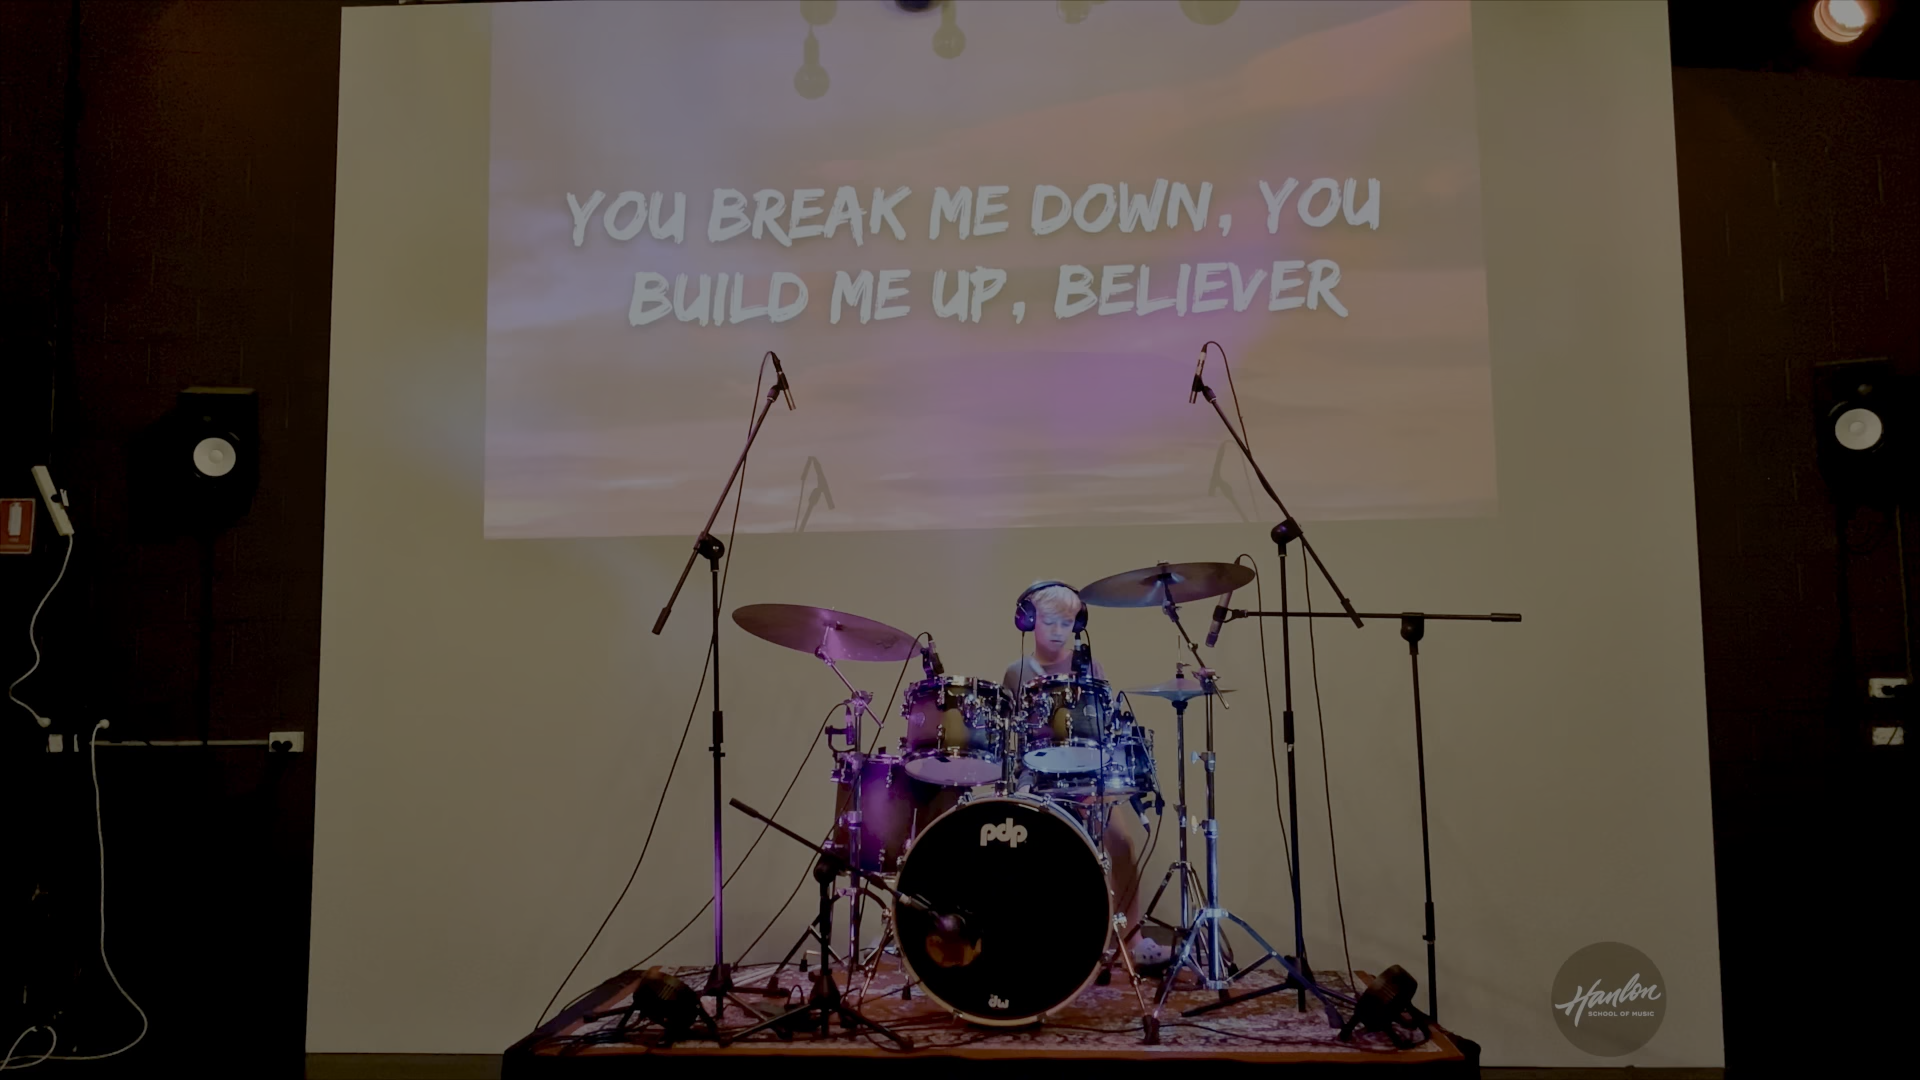 YOU BREAK ME DOWN, YOU
BUILD ME UP, BELIEVER
pdp
dw
Hanlon
SCHOOL OF MUSIC